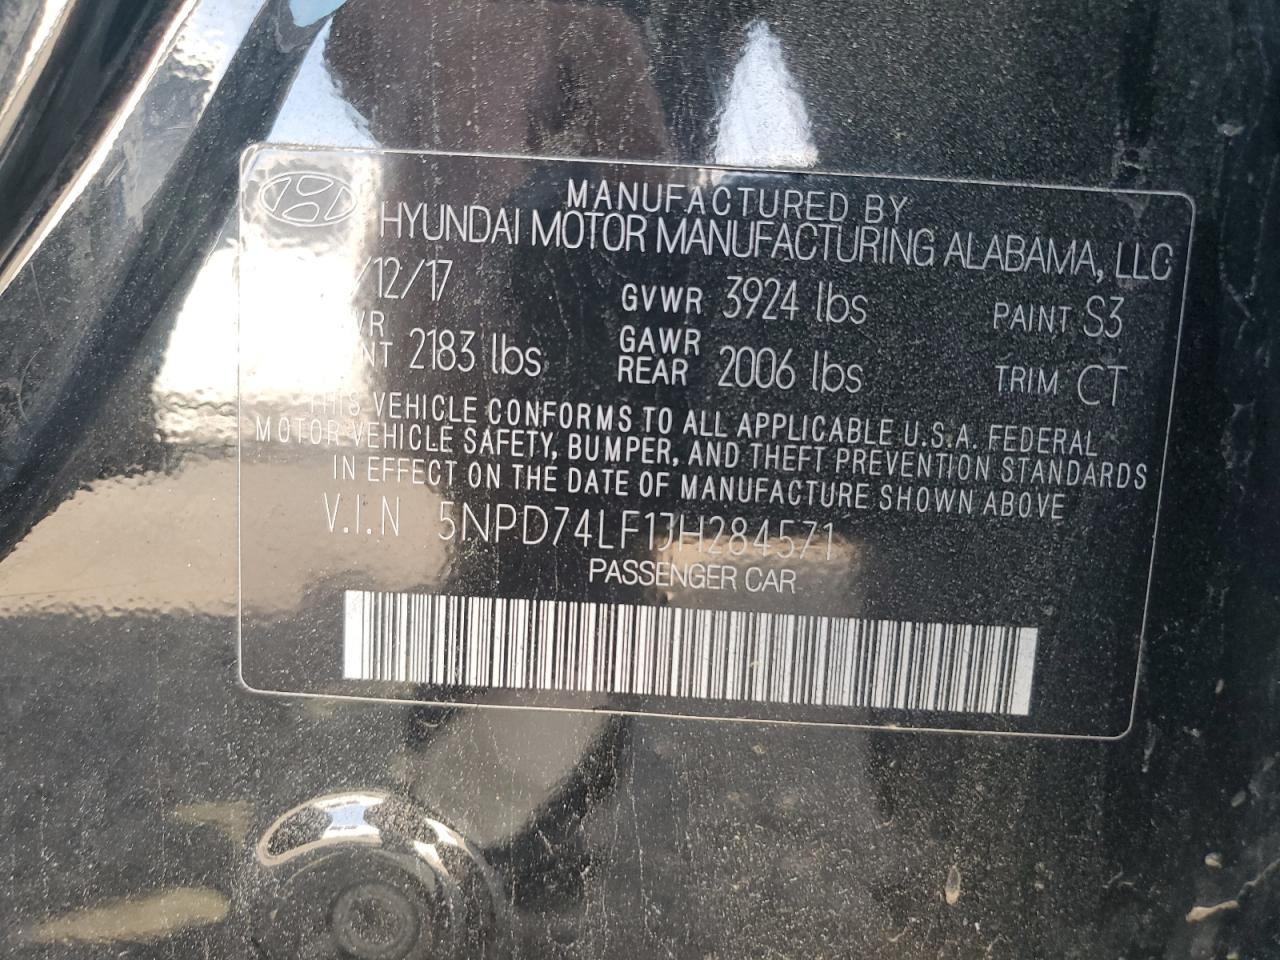 MANUFACTURED BY
HYUNDAI MOTOR MANUFACTURING ALABAMA, LLC
/12/17 GVWR 3924 lbs PAINT S3
2183 lbs GAWR REAR 2006 lbs TRIM CT
THIS VEHICLE CONFORMS TO ALL APPLICABLE U.S.A. FEDERAL
MOTOR VEHICLE SAFETY, BUMPER, AND THEFT PREVENTION STANDARDS
IN EFFECT ON THE DATE OF MANUFACTURE SHOWN ABOVE
V.I.N 5NPD74LF1JH284571
PASSENGER CAR